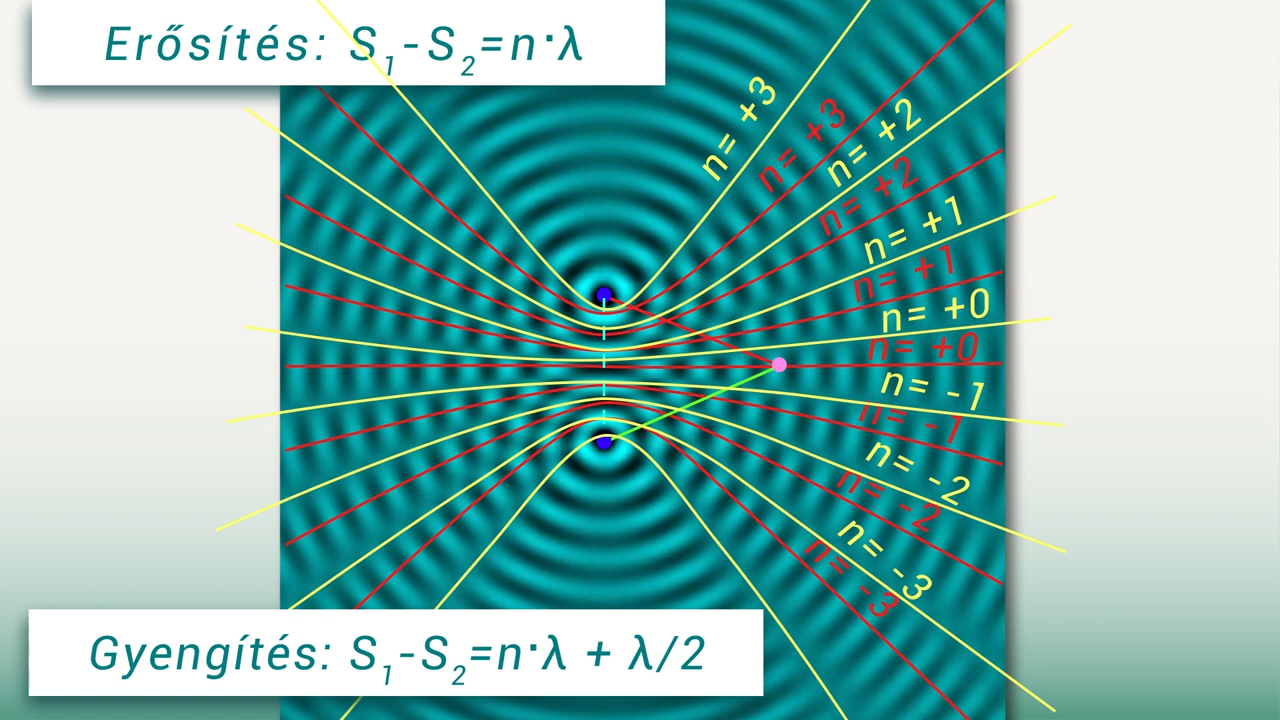 Erősítés: S₁-S₂=n·λ
n= +3
n= +3
n= +2
n= +2
n= +1
n= +1
n= +0
n= +0
n= -1
n= -1
n= -2
n= -2
n= -3
n= -3
Gyengítés: S₁-S₂=n·λ + λ/2